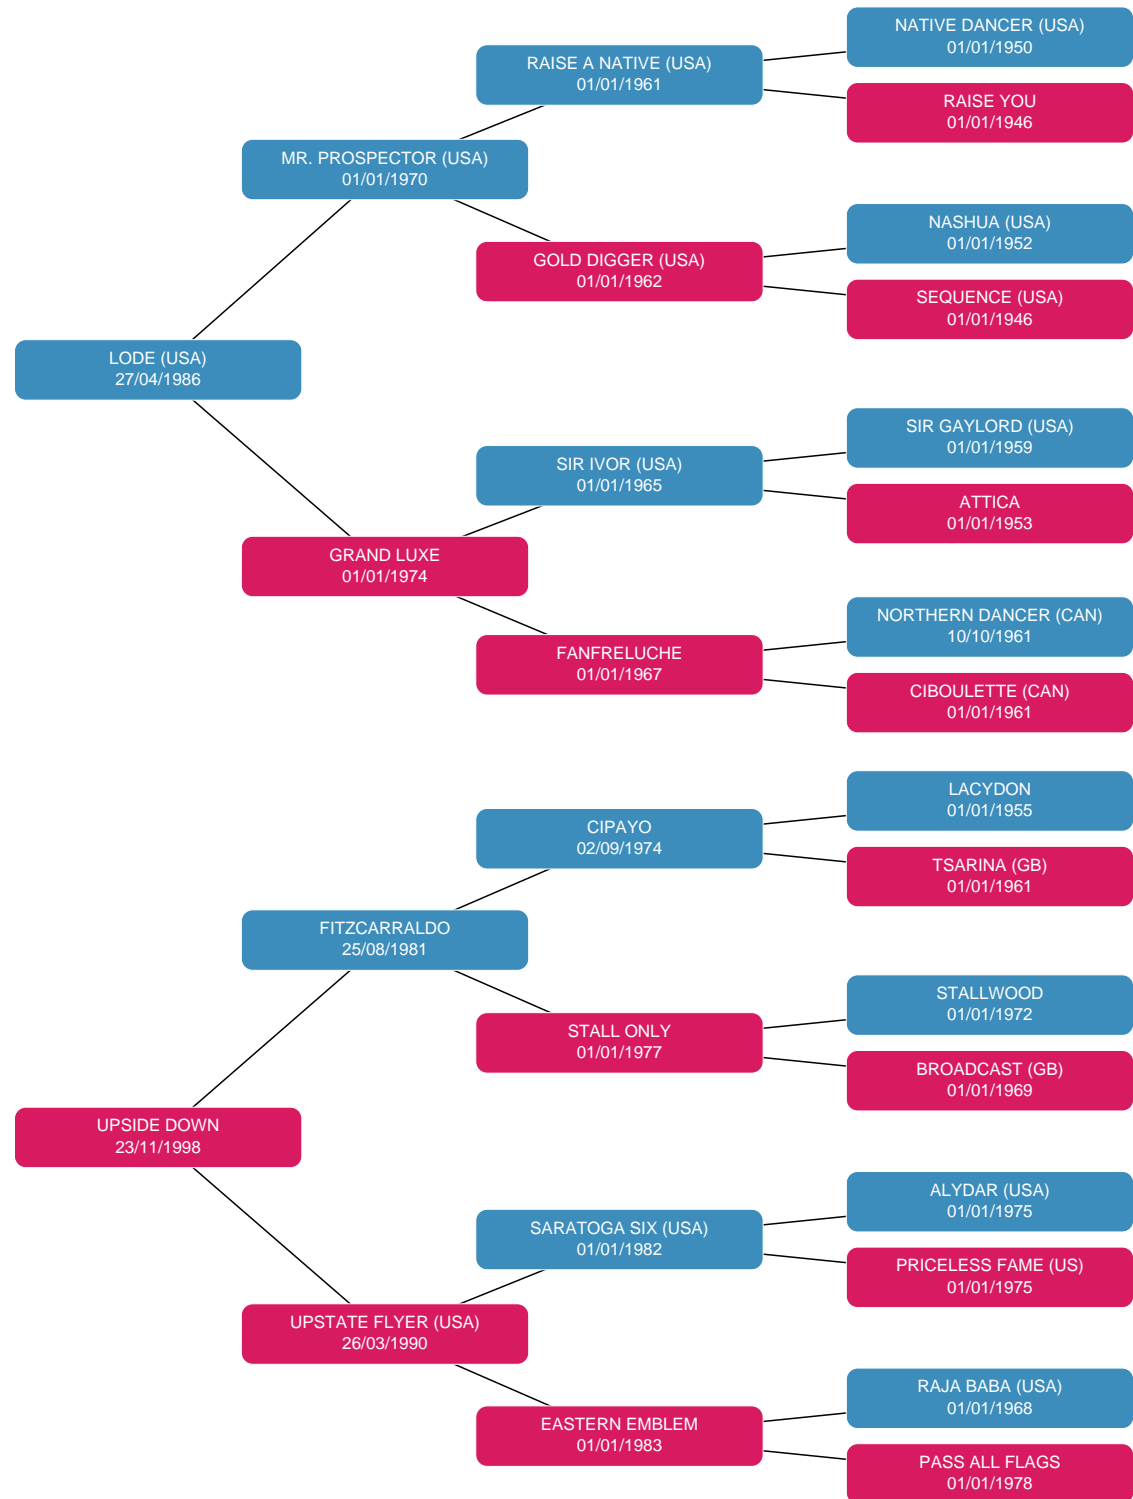 NATIVE DANCER (USA)
01/01/1950
RAISE A NATIVE (USA)
01/01/1961
RAISE YOU
01/01/1946
MR. PROSPECTOR (USA)
01/01/1970
NASHUA (USA)
01/01/1952
GOLD DIGGER (USA)
01/01/1962
SEQUENCE (USA)
01/01/1946
LODE (USA)
27/04/1986
SIR GAYLORD (USA)
01/01/1959
SIR IVOR (USA)
01/01/1965
ATTICA
01/01/1953
GRAND LUXE
01/01/1974
NORTHERN DANCER (CAN)
10/10/1961
FANFRELUCHE
01/01/1967
CIBOULETTE (CAN)
01/01/1961
LACYDON
01/01/1955
CIPAYO
02/09/1974
TSARINA (GB)
01/01/1961
FITZCARRALDO
25/08/1981
STALLWOOD
01/01/1972
STALL ONLY
01/01/1977
BROADCAST (GB)
01/01/1969
UPSIDE DOWN
23/11/1998
ALYDAR (USA)
01/01/1975
SARATOGA SIX (USA)
01/01/1982
PRICELESS FAME (US)
01/01/1975
UPSTATE FLYER (USA)
26/03/1990
RAJA BABA (USA)
01/01/1968
EASTERN EMBLEM
01/01/1983
PASS ALL FLAGS
01/01/1978